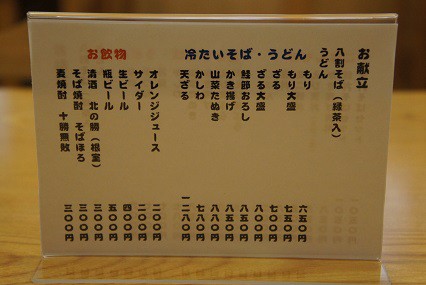 お献立
八割そば(緑茶入)
うどん
冷たいそば・うどん
もり 六五〇円
もり大盛 七五〇円
ざる 七〇〇円
ざる大盛 八〇〇円
鮭節おろし 八五〇円
かき揚げ 八五〇円
山菜たぬき 八〇〇円
かしわ 七八〇円
天ざる 一二八〇円
お飲物
オレンジジュース 二〇〇円
サイダー 二〇〇円
生ビール 四〇〇円
瓶ビール 五〇〇円
清酒 北の勝(根室) 三〇〇円
そば焼酎 そばほろ 三〇〇円
麦焼酎 十勝無敗 三〇〇円